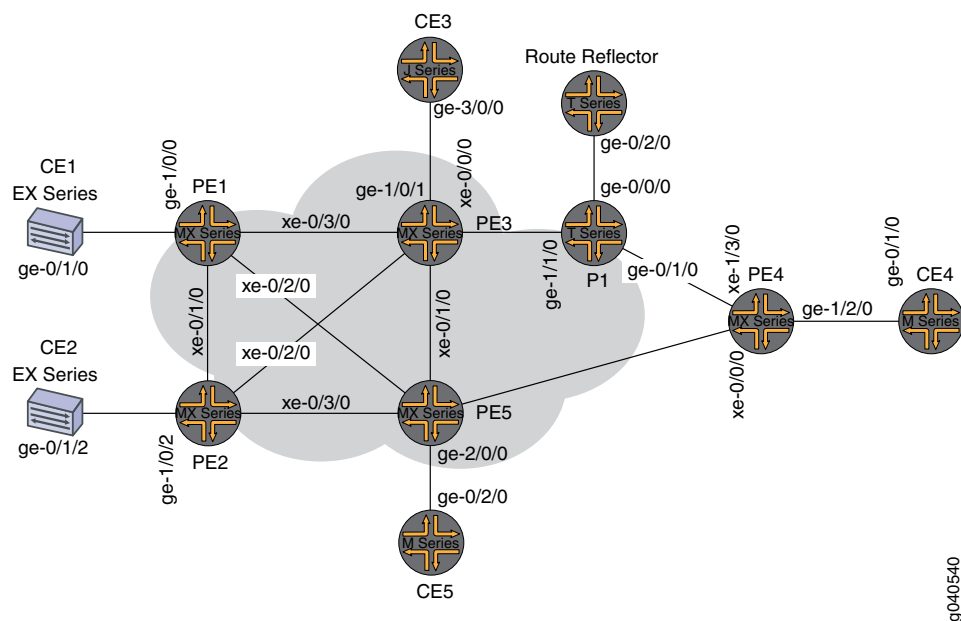 CE3
J Series
ge-3/0/0
Route Reflector
T Series
ge-0/2/0
CE1
EX Series
ge-0/1/0
ge-1/0/0
PE1
MX Series
xe-0/3/0
ge-1/0/1
xe-0/0/0
MX Series
PE3
ge-0/0/0
T Series
ge-1/1/0
P1
ge-0/1/0
xe-1/3/0
PE4
MX Series
xe-0/0/0
ge-1/2/0
ge-0/1/0
CE4
M Series
xe-0/1/0
xe-0/2/0
xe-0/2/0
xe-0/1/0
CE2
EX Series
ge-0/1/2
ge-1/0/2
MX Series
PE2
xe-0/3/0
MX Series
PE5
ge-2/0/0
ge-0/2/0
M Series
CE5
g040540